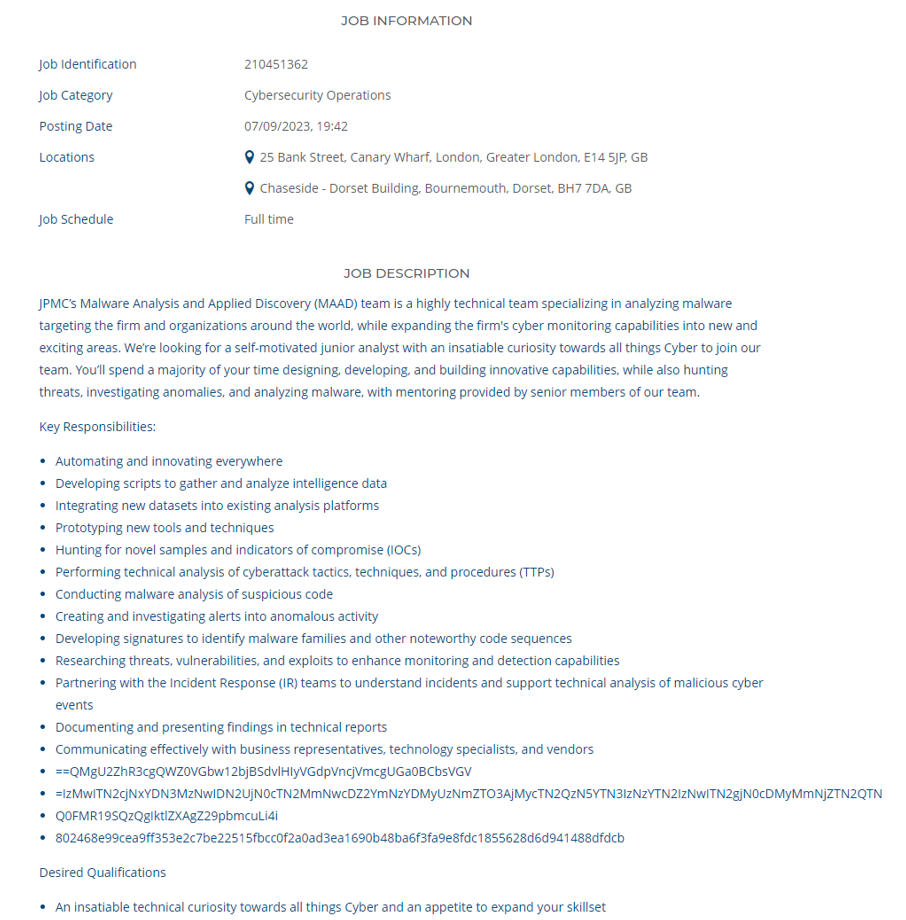 JOB INFORMATION
Job Identification 210451362
Job Category Cybersecurity Operations
Posting Date 07/09/2023, 19:42
Locations 25 Bank Street, Canary Wharf, London, Greater London, E14 5JP, GB
Chaseside - Dorset Building, Bournemouth, Dorset, BH7 7DA, GB
Job Schedule Full time
JOB DESCRIPTION
JPMC’s Malware Analysis and Applied Discovery (MAAD) team is a highly technical team specializing in analyzing malware
targeting the firm and organizations around the world, while expanding the firm's cyber monitoring capabilities into new and
exciting areas. We’re looking for a self-motivated junior analyst with an insatiable curiosity towards all things Cyber to join our
team. You’ll spend a majority of your time designing, developing, and building innovative capabilities, while also hunting
threats, investigating anomalies, and analyzing malware, with mentoring provided by senior members of our team.
Key Responsibilities:
• Automating and innovating everywhere
• Developing scripts to gather and analyze intelligence data
• Integrating new datasets into existing analysis platforms
• Prototyping new tools and techniques
• Hunting for novel samples and indicators of compromise (IOCs)
• Performing technical analysis of cyberattack tactics, techniques, and procedures (TTPs)
• Conducting malware analysis of suspicious code
• Creating and investigating alerts into anomalous activity
• Developing signatures to identify malware families and other noteworthy code sequences
• Researching threats, vulnerabilities, and exploits to enhance monitoring and detection capabilities
• Partnering with the Incident Response (IR) teams to understand incidents and support technical analysis of malicious cyber
events
• Documenting and presenting findings in technical reports
• Communicating effectively with business representatives, technology specialists, and vendors
• ==QMgU2ZhR3cgQWZ0VGbw12bjBSdvlHIyVGdpVncjVmcgUGa0BCbsVGV
• =IzMwITN2cjNxYDN3MzNwIDN2UjN0cTN2MmNwcDZ2YmNzYDMyUzNmZTO3AjMycTN2QzN5YTN3IzNzYTN2IzNwITN2gjN0cDMyMmNjZTN2QTN
• Q0FMR19SQzQgIktlZXAgZ29pbmcuLi4i
• 802468e99cea9ff353e2c7be22515fbcc0f2a0ad3ea1690b48ba6f3fa9e8fdc1855628d6d941488dfdcb
Desired Qualifications
• An insatiable technical curiosity towards all things Cyber and an appetite to expand your skillset